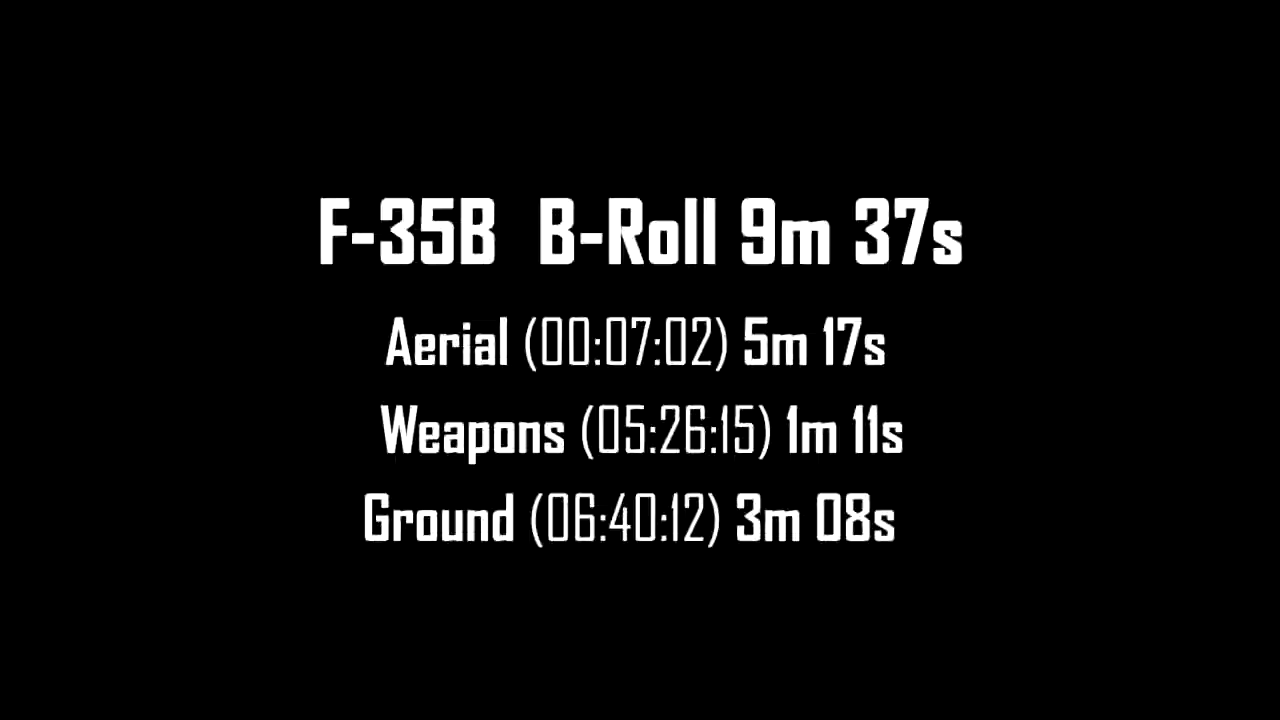 F-35B B-Roll 9m 37s
Aerial (00:07:02) 5m 17s
Weapons (05:26:15) 1m 11s
Ground (06:40:12) 3m 08s